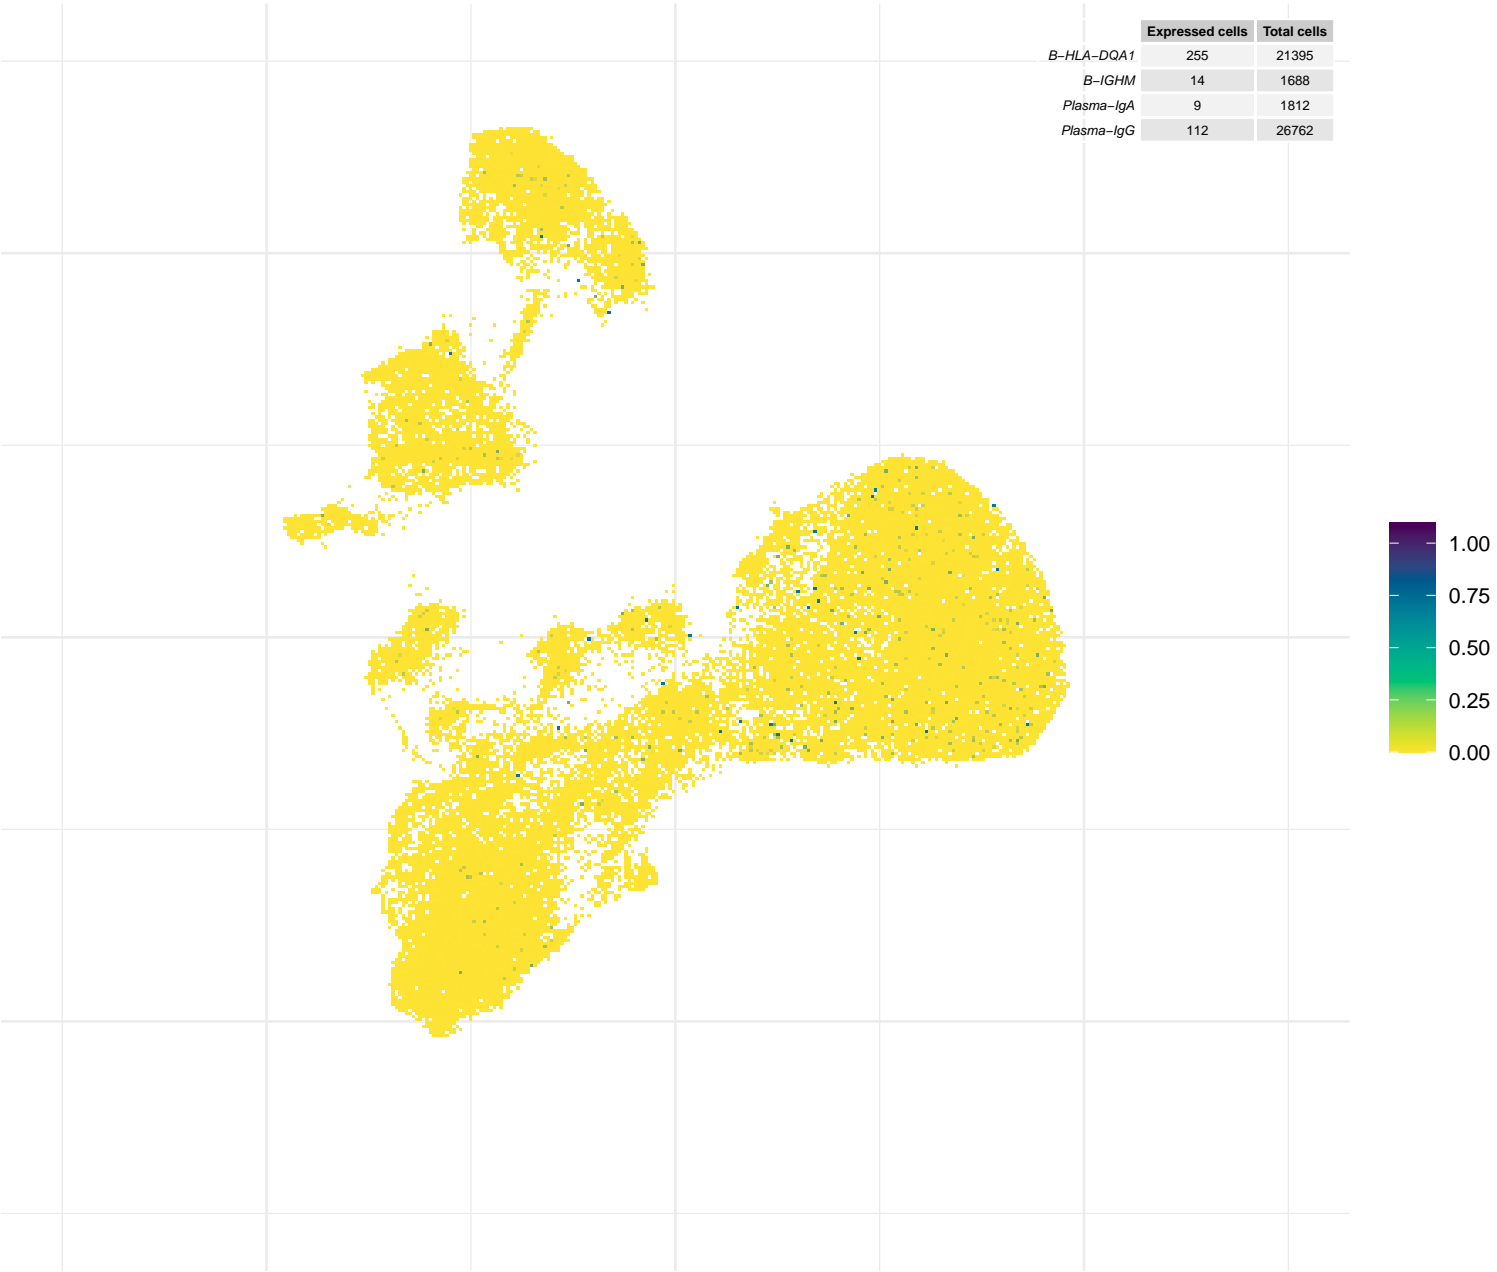 Expressed cells Total cells
B−HLA−DQA1 255 21395
B−IGHM 14 1688
Plasma−IgA 9 1812
Plasma−IgG 112 26762
1.00
0.75
0.50
0.25
0.00